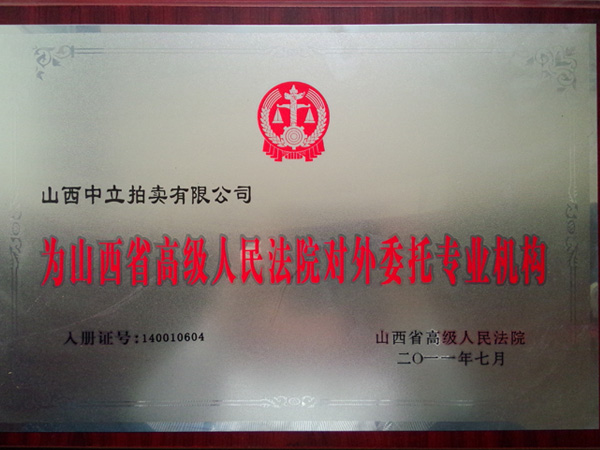 山西中立拍卖有限公司
为山西省高级人民法院对外委托专业机构
入册证号:140010604
山西省高级人民法院
二〇一一年七月